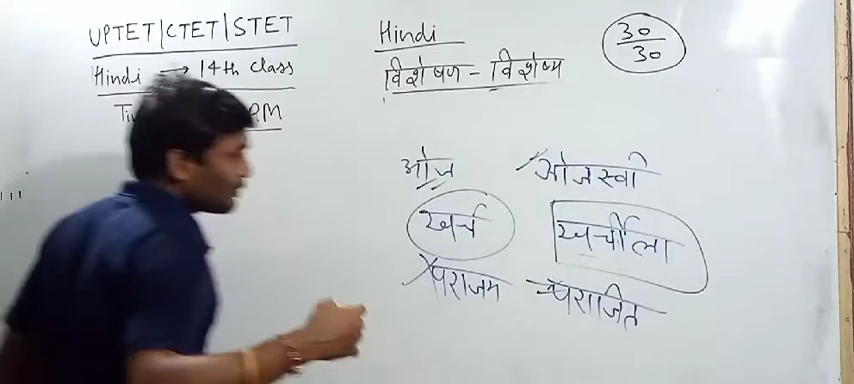 UPTET|CTET|STET
Hindi → 14th class
P.M
Hindi
विशेषण - विशेष्य
30
30
ओज ओजस्वी
खर्च खर्चीला
पराजय पराजित